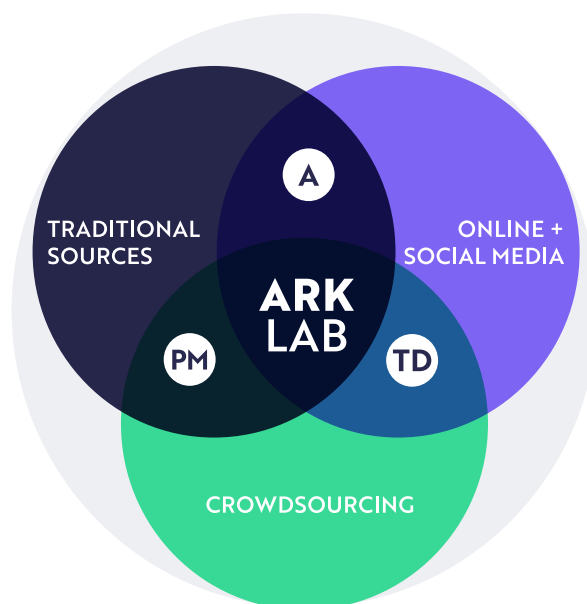 A
TRADITIONAL
SOURCES
ONLINE +
SOCIAL MEDIA
ARK
LAB
PM
TD
CROWDSOURCING